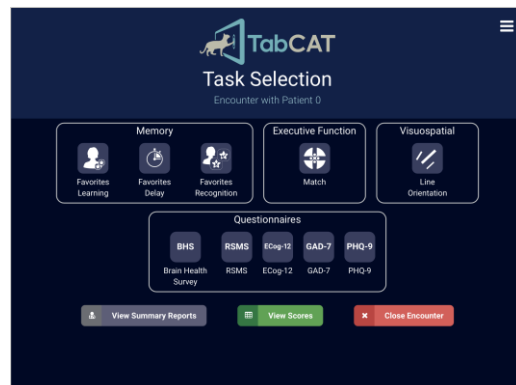 TabCAT
Task Selection
Encounter with Patient 0
Memory
Favorites
Learning
Favorites
Delay
Favorites
Recognition
Executive Function
Match
Visuospatial
Line
Orientation
Questionnaires
BHS
Brain Health
Survey
RSMS
RSMS
ECog-12
ECog-12
GAD-7
GAD-7
PHQ-9
PHQ-9
View Summary Reports
View Scores
Close Encounter